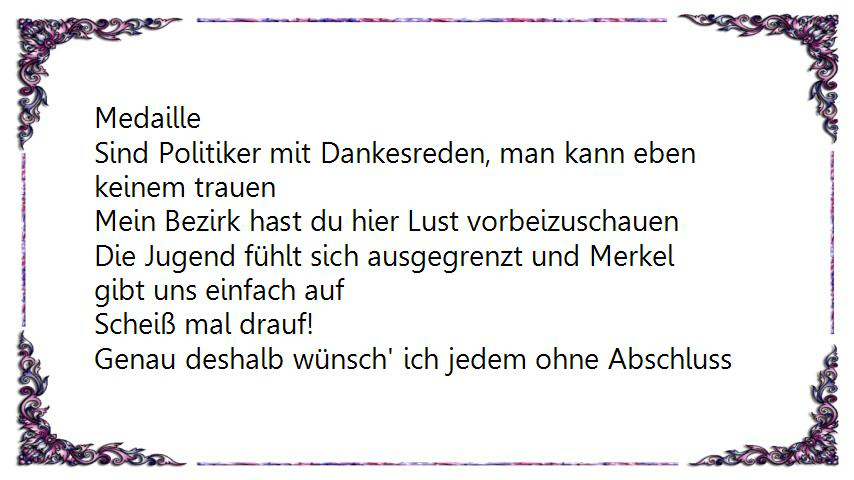 Medaille
Sind Politiker mit Dankesreden, man kann eben
keinem trauen
Mein Bezirk hast du hier Lust vorbeizuschauen
Die Jugend fühlt sich ausgegrenzt und Merkel
gibt uns einfach auf
Scheiß mal drauf!
Genau deshalb wünsch' ich jedem ohne Abschluss